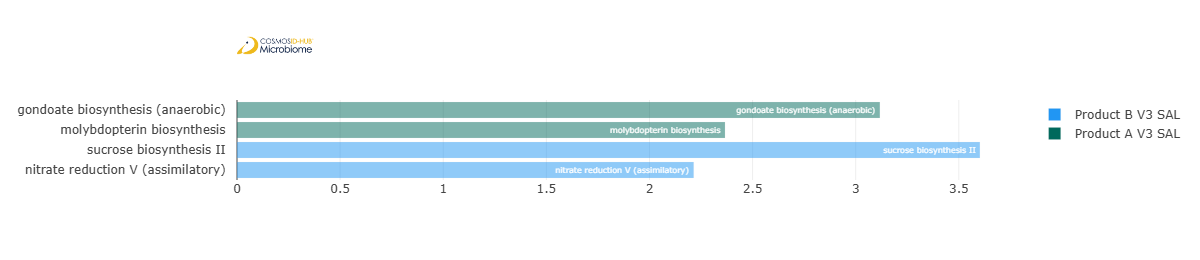 COSMOSID-HUB
Microbiome
gondoate biosynthesis (anaerobic)
gondoate biosynthesis (anaerobic)
molybdopterin biosynthesis
molybdopterin biosynthesis
sucrose biosynthesis II
sucrose biosynthesis II
nitrate reduction V (assimilatory)
nitrate reduction V (assimilatory)
0 0.5 1 1.5 2 2.5 3 3.5
Product B V3 SAL
Product A V3 SAL